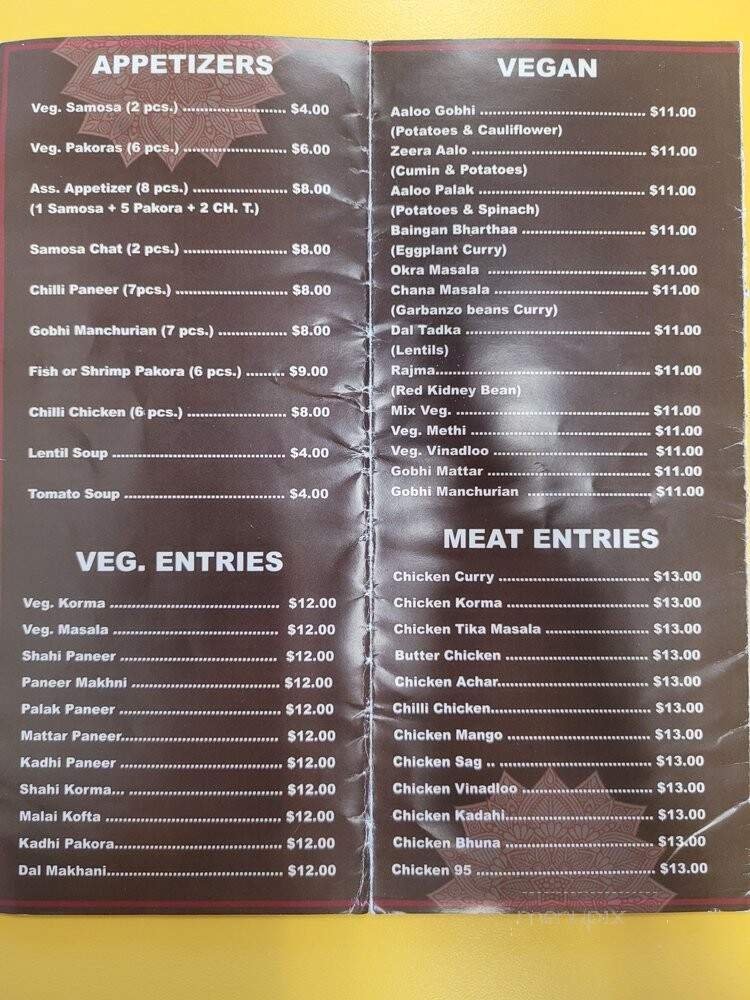 APPETIZERS
Veg. Samosa (2 pcs.) .......................... $4.00
Veg. Pakoras (6 pcs.) ........................... $6.00
Ass. Appetizer (8 pcs.) ........................ $8.00
(1 Samosa + 5 Pakora + 2 CH. T.)
Samosa Chat (2 pcs.) .......................... $8.00
Chilli Paneer (7pcs.) ............................ $8.00
Gobhi Manchurian (7 pcs.) ................. $8.00
Fish or Shrimp Pakora (6 pcs.) ......... $9.00
Chilli Chicken (6 pcs.) ......................... $8.00
Lentil Soup ........................................... $4.00
Tomato Soup ........................................ $4.00
VEG. ENTRIES
Veg. Korma .......................................... $12.00
Veg. Masala ......................................... $12.00
Shahi Paneer ....................................... $12.00
Paneer Makhni ..................................... $12.00
Palak Paneer ........................................ $12.00
Mattar Paneer....................................... $12.00
Kadhi Paneer ........................................ $12.00
Shahi Korma... ...................................... $12.00
Malai Kofta ............................................ $12.00
Kadhi Pakora.......................................... $12.00
Dal Makhani............................................ $12.00
VEGAN
Aaloo Gobhi .......................................... $11.00
(Potatoes & Cauliflower)
Zeera Aalo ............................................ $11.00
(Cumin & Potatoes)
Aaloo Palak .......................................... $11.00
(Potatoes & Spinach)
Baingan Bharthaa ............................... $11.00
(Eggplant Curry)
Okra Masala ........................................ $11.00
Chana Masala ...................................... $11.00
(Garbanzo beans Curry)
Dal Tadka .............................................. $11.00
(Lentils)
Rajma..................................................... $11.00
(Red Kidney Bean)
Mix Veg. ................................................ $11.00
Veg. Methi ............................................. $11.00
Veg. Vinadloo ....................................... $11.00
Gobhi Mattar ......................................... $11.00
Gobhi Manchurian ............................... $11.00
MEAT ENTRIES
Chicken Curry ...................................... $13.00
Chicken Korma .................................... $13.00
Chicken Tika Masala .......................... $13.00
Butter Chicken .................................... $13.00
Chicken Achar...................................... $13.00
Chilli Chicken....................................... $13.00
Chicken Mango .................................... $13.00
Chicken Sag .. ...................................... $13.00
Chicken Vinadloo ................................. $13.00
Chicken Kadahi..................................... $13.00
Chicken Bhuna ..................................... $13.00
Chicken 95 ............................................ $13.00
menupix